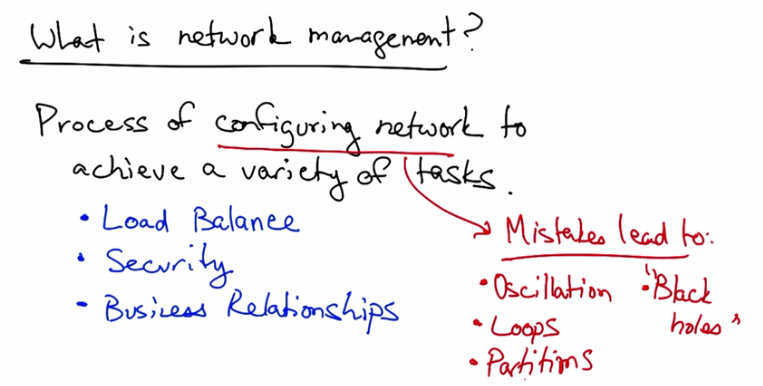 What is network management?
Process of configuring network to
achieve a variety of tasks.
• Load Balance
• Security
• Business Relationships
Mistakes lead to:
• Oscillation
• Loops
• Partitions
• "Black
holes"